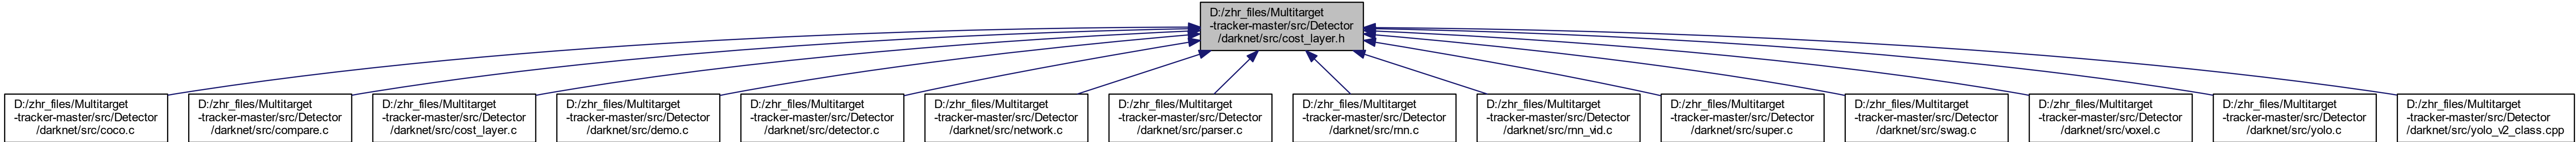 D:/zhr_files/Multitarget
-tracker-master/src/Detector
/darknet/src/cost_layer.h
D:/zhr_files/Multitarget
-tracker-master/src/Detector
/darknet/src/coco.c
D:/zhr_files/Multitarget
-tracker-master/src/Detector
/darknet/src/compare.c
D:/zhr_files/Multitarget
-tracker-master/src/Detector
/darknet/src/cost_layer.c
D:/zhr_files/Multitarget
-tracker-master/src/Detector
/darknet/src/demo.c
D:/zhr_files/Multitarget
-tracker-master/src/Detector
/darknet/src/detector.c
D:/zhr_files/Multitarget
-tracker-master/src/Detector
/darknet/src/network.c
D:/zhr_files/Multitarget
-tracker-master/src/Detector
/darknet/src/parser.c
D:/zhr_files/Multitarget
-tracker-master/src/Detector
/darknet/src/rnn.c
D:/zhr_files/Multitarget
-tracker-master/src/Detector
/darknet/src/rnn_vid.c
D:/zhr_files/Multitarget
-tracker-master/src/Detector
/darknet/src/super.c
D:/zhr_files/Multitarget
-tracker-master/src/Detector
/darknet/src/swag.c
D:/zhr_files/Multitarget
-tracker-master/src/Detector
/darknet/src/voxel.c
D:/zhr_files/Multitarget
-tracker-master/src/Detector
/darknet/src/yolo.c
D:/zhr_files/Multitarget
-tracker-master/src/Detector
/darknet/src/yolo_v2_class.cpp